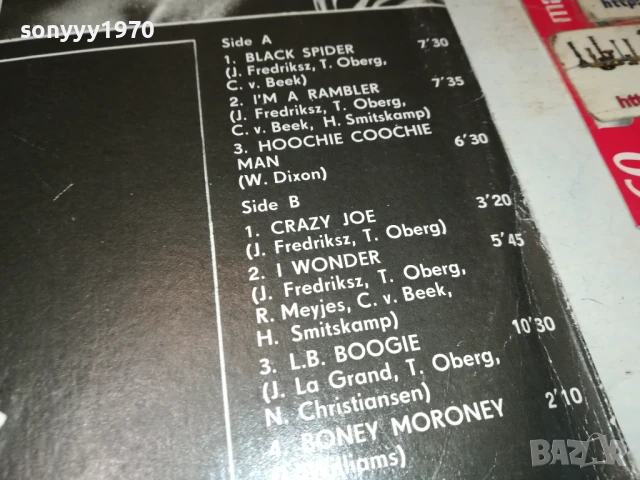 sonyyy1970
Side A
1. BLACK SPIDER 7'30
(J. Fredriksz, T. Oberg,
C. v. Beek)
2. I'M A RAMBLER 7'35
(J. Fredriksz, T. Oberg,
C. v. Beek, H. Smitskamp)
3. HOOCHIE COOCHIE 6'30
MAN
(W. Dixon)
Side B
1. CRAZY JOE 3'20
(J. Fredriksz, T. Oberg)
2. I WONDER 5'45
(J. Fredriksz, T. Oberg,
R. Meyjes, C. v. Beek,
H. Smitskamp)
3. L.B. BOOGIE 10'30
(J. La Grand, T. Oberg,
N. Christiansen)
4. BONEY MORONEY 2'10
BAZAR